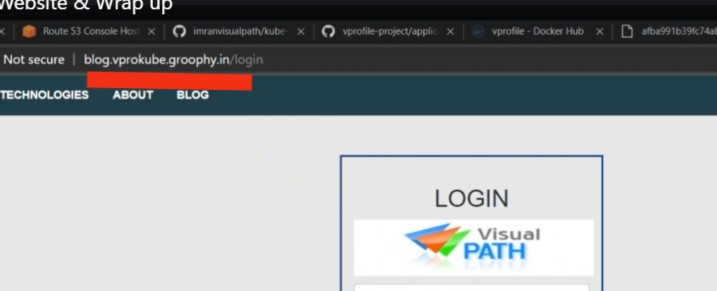 Website & Wrap up
Route 53 Console Hos
imranvisualpath/kube-
vprofile-project/applic
vprofile - Docker Hub
afba991b39fc74al
Not secure | blog.vprokube.groophy.in/login
TECHNOLOGIES ABOUT BLOG
LOGIN
Visual
PATH